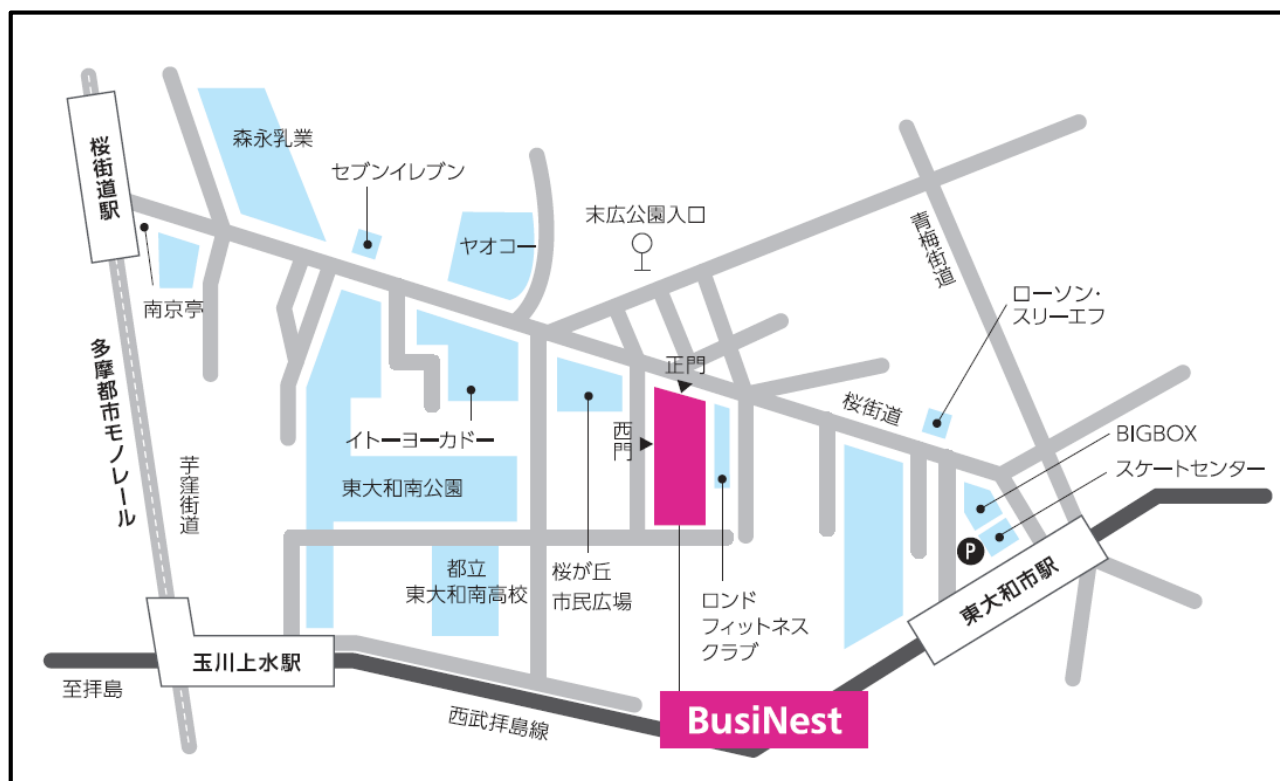 森永乳業
桜街道駅
セブンイレブン
ヤオコー
末広公園入口
青梅街道
南京亭
ローソン・
スリーエフ
多摩都市モノレール
正門
桜街道
イトーヨーカドー
西門
BIGBOX
スケートセンター
芋窪街道
東大和南公園
P
都立
東大和南高校
桜が丘
市民広場
ロンド
フィットネス
クラブ
東大和市駅
玉川上水駅
至拝島
西武拝島線
BusiNest